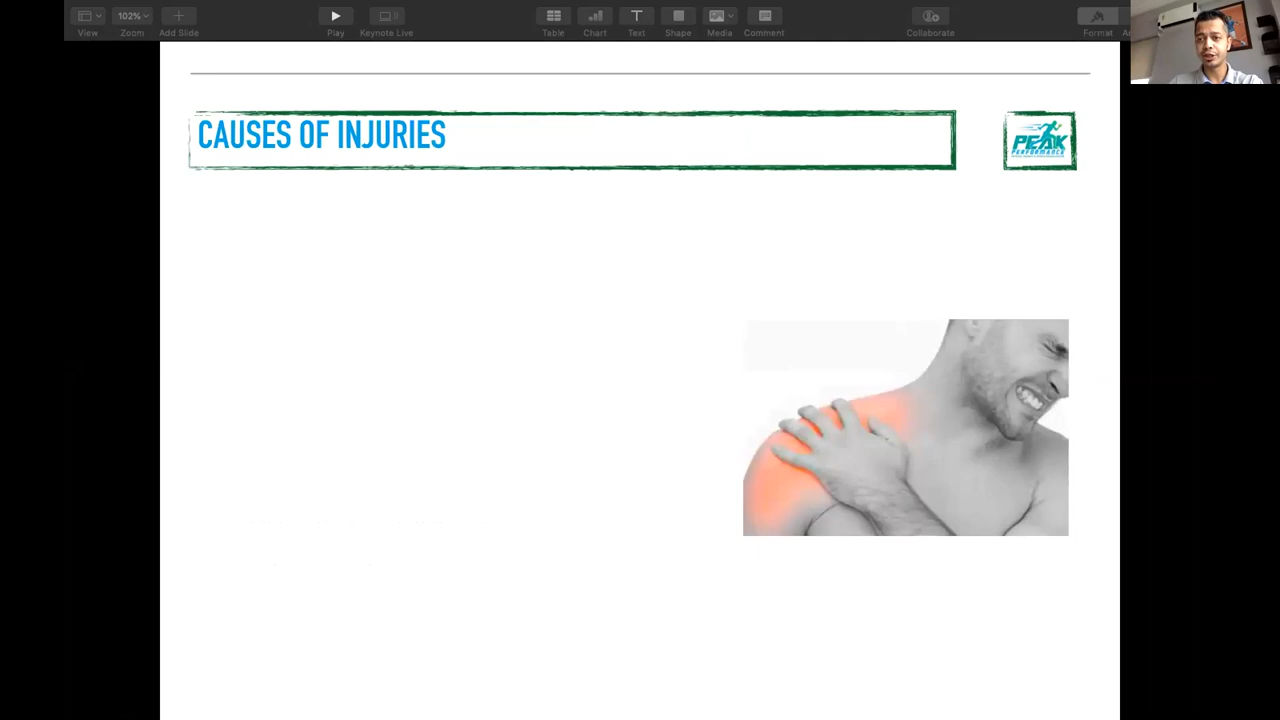 102%
View
Zoom
Add Slide
Play
Keynote Live
Table
Chart
Text
Shape
Media
Comment
Collaborate
Format
CAUSES OF INJURIES
PEAK
PERFORMANCE